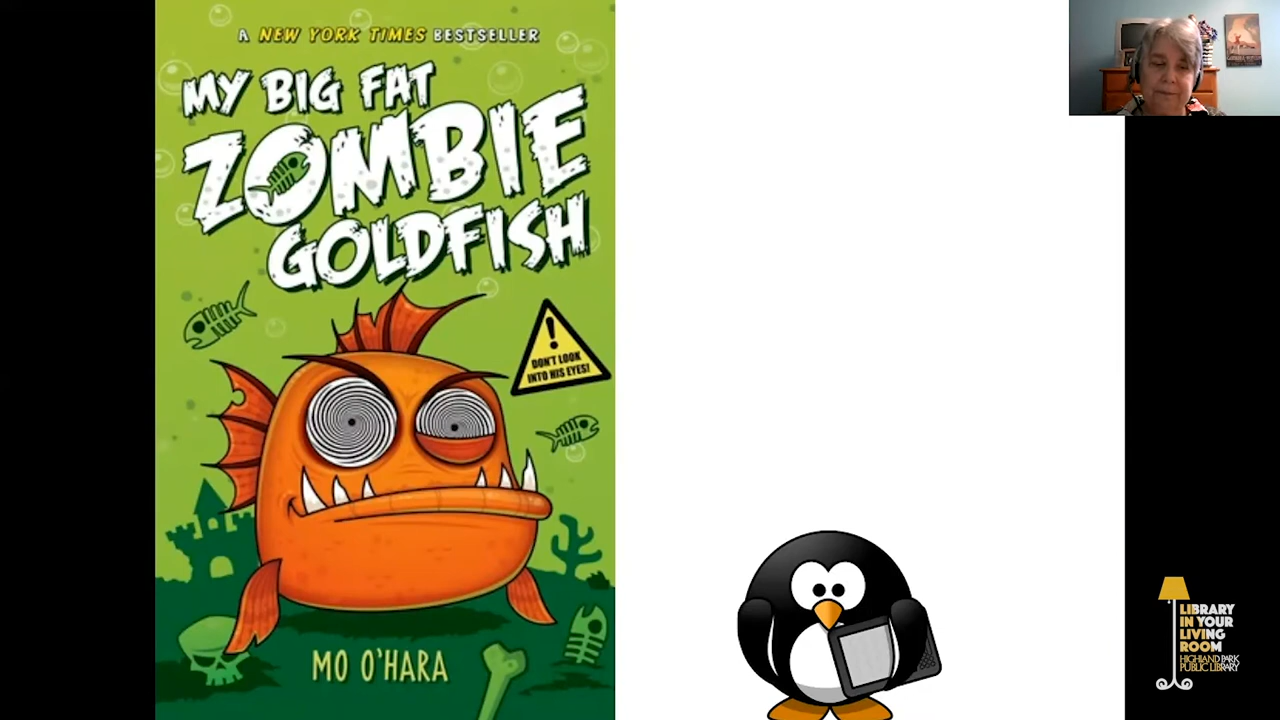 A NEW YORK TIMES BESTSELLER
MY BIG FAT
ZOMBIE
GOLDFISH
!
DON'T LOOK
INTO HIS EYES!
MO O'HARA
LIBRARY
IN YOUR
LIVING
ROOM
HIGHLAND PARK
PUBLIC LIBRARY